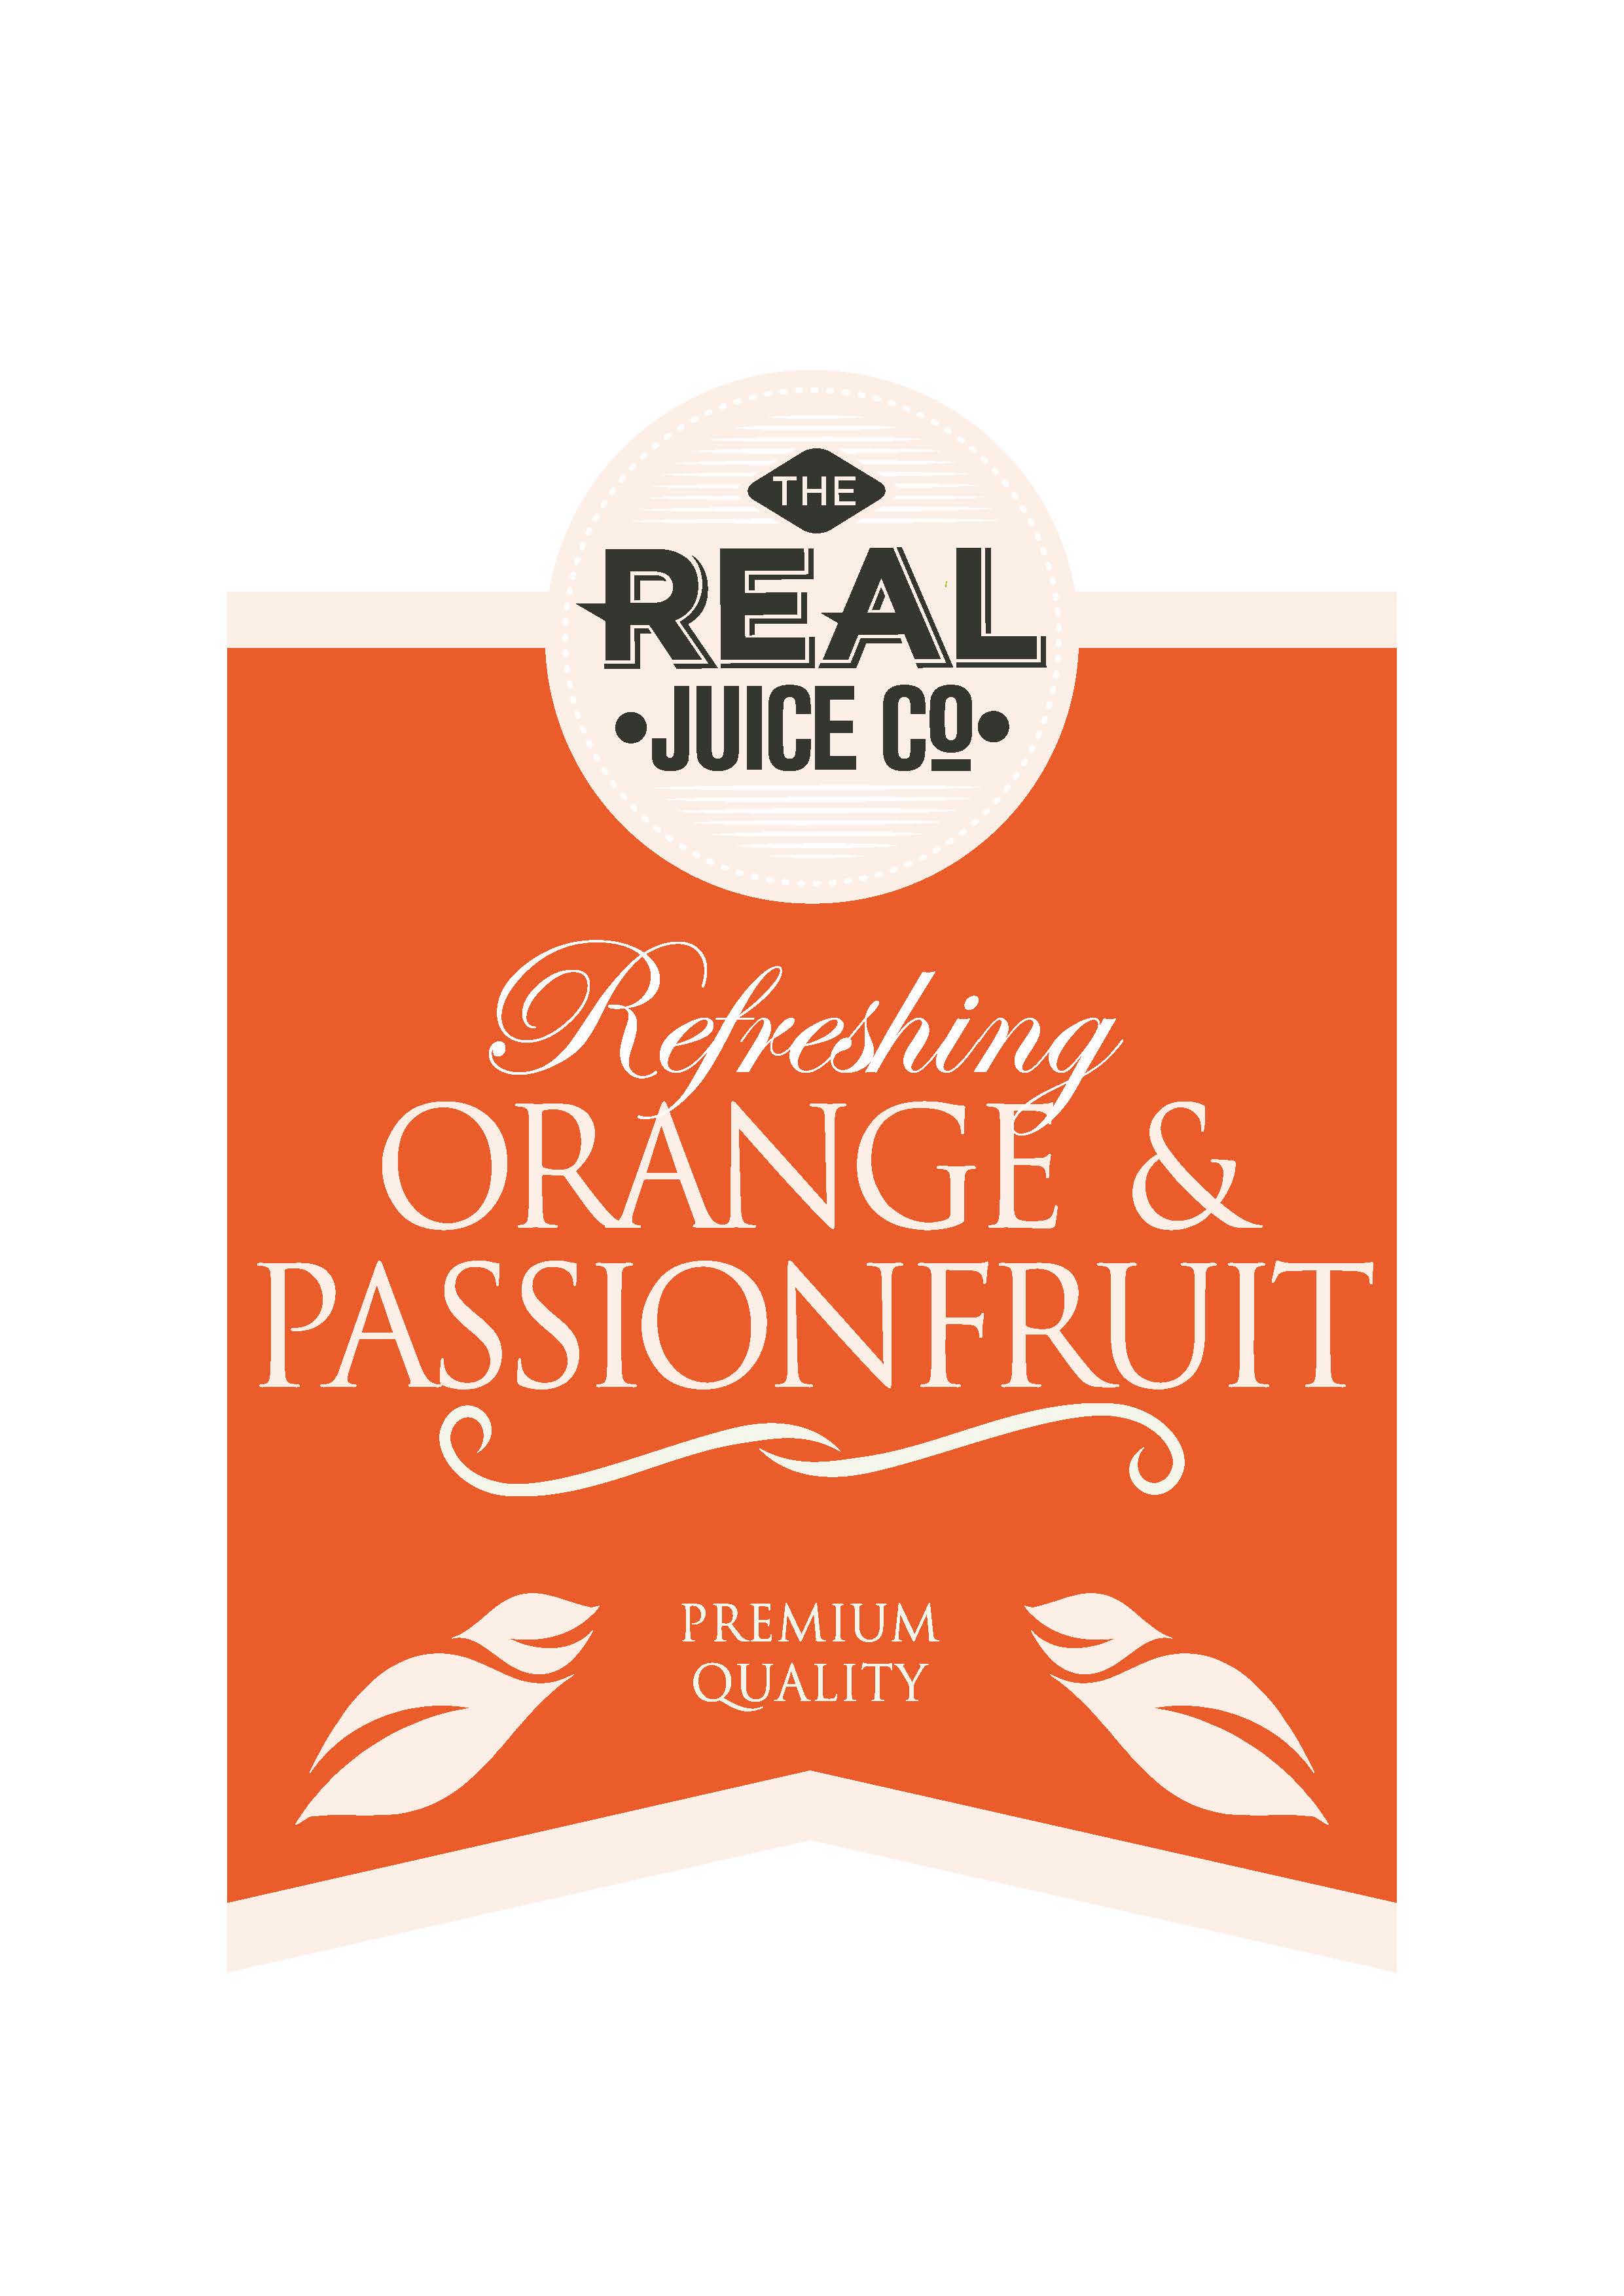 THE
REAL
•JUICE CO•
Refreshing
ORANGE &
PASSIONFRUIT
PREMIUM
QUALITY